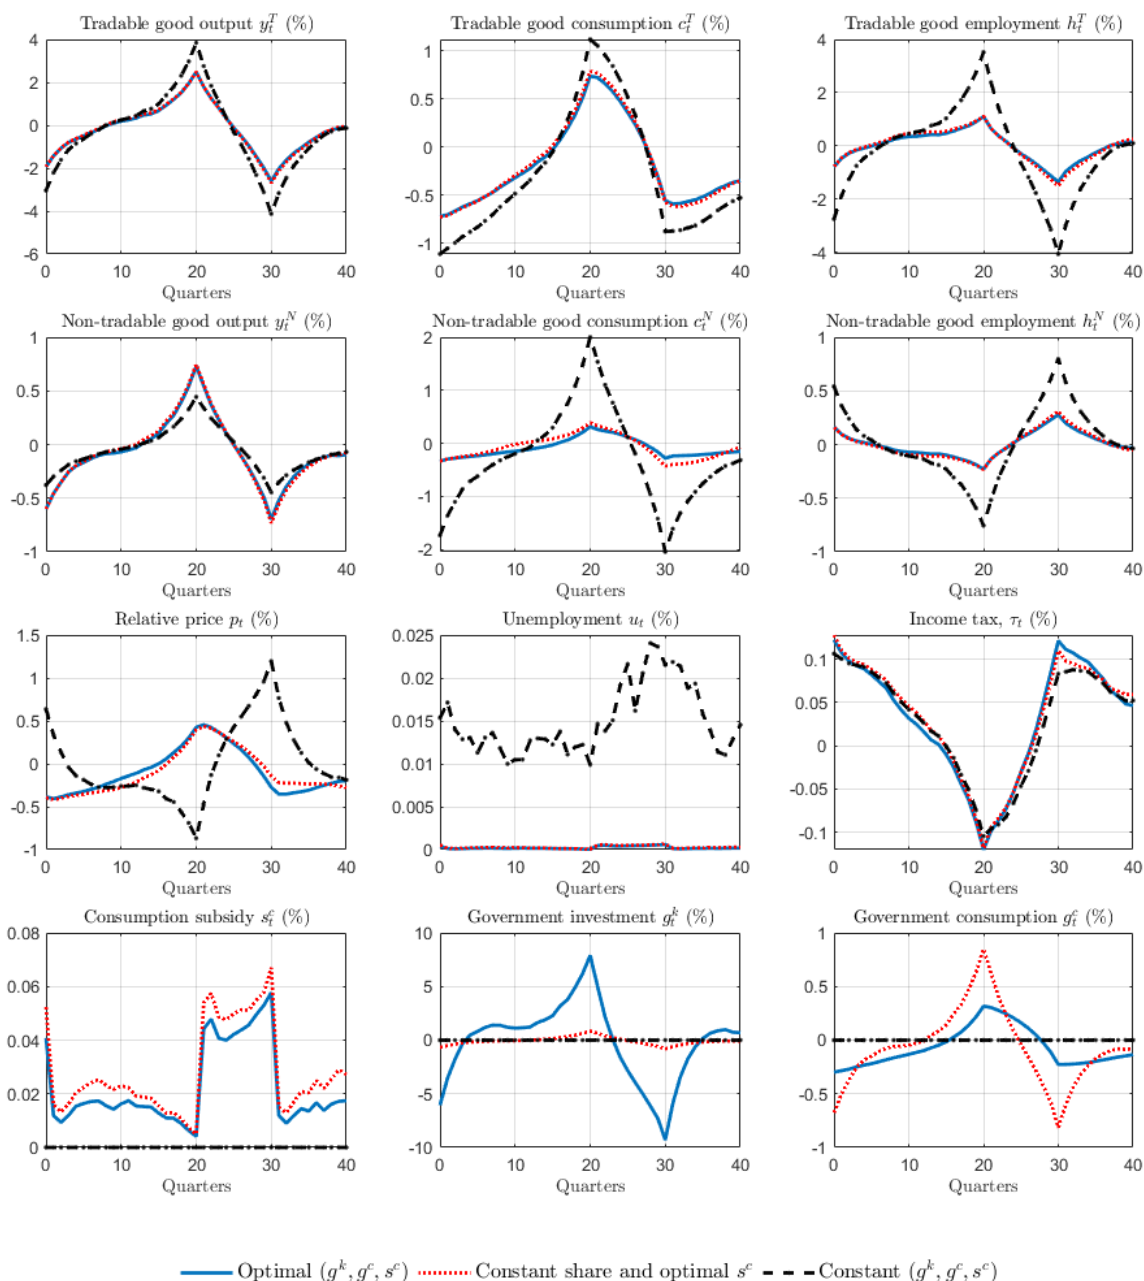 Tradable good output y_t^T (%)
Tradable good consumption c_t^T (%)
Tradable good employment h_t^T (%)
4
2
0
-2
-4
-6
0 10 20 30 40
Quarters
1
0.5
0
-0.5
-1
0 10 20 30 40
Quarters
4
2
0
-2
-4
0 10 20 30 40
Quarters
Non-tradable good output y_t^N (%)
Non-tradable good consumption c_t^N (%)
Non-tradable good employment h_t^N (%)
1
0.5
0
-0.5
-1
0 10 20 30 40
Quarters
2
1
0
-1
-2
0 10 20 30 40
Quarters
1
0.5
0
-0.5
-1
0 10 20 30 40
Quarters
Relative price p_t (%)
Unemployment u_t (%)
Income tax, τ_t (%)
1.5
1
0.5
0
-0.5
-1
0 10 20 30 40
Quarters
0.025
0.02
0.015
0.01
0.005
0
0 10 20 30 40
Quarters
0.1
0.05
0
-0.05
-0.1
0 10 20 30 40
Quarters
Consumption subsidy s_t^c (%)
Government investment g_t^k (%)
Government consumption g_t^c (%)
0.08
0.06
0.04
0.02
0
0 10 20 30 40
Quarters
10
5
0
-5
-10
0 10 20 30 40
Quarters
1
0.5
0
-0.5
-1
0 10 20 30 40
Quarters
Optimal (g^k, g^c, s^c) Constant share and optimal s^c Constant (g^k, g^c, s^c)